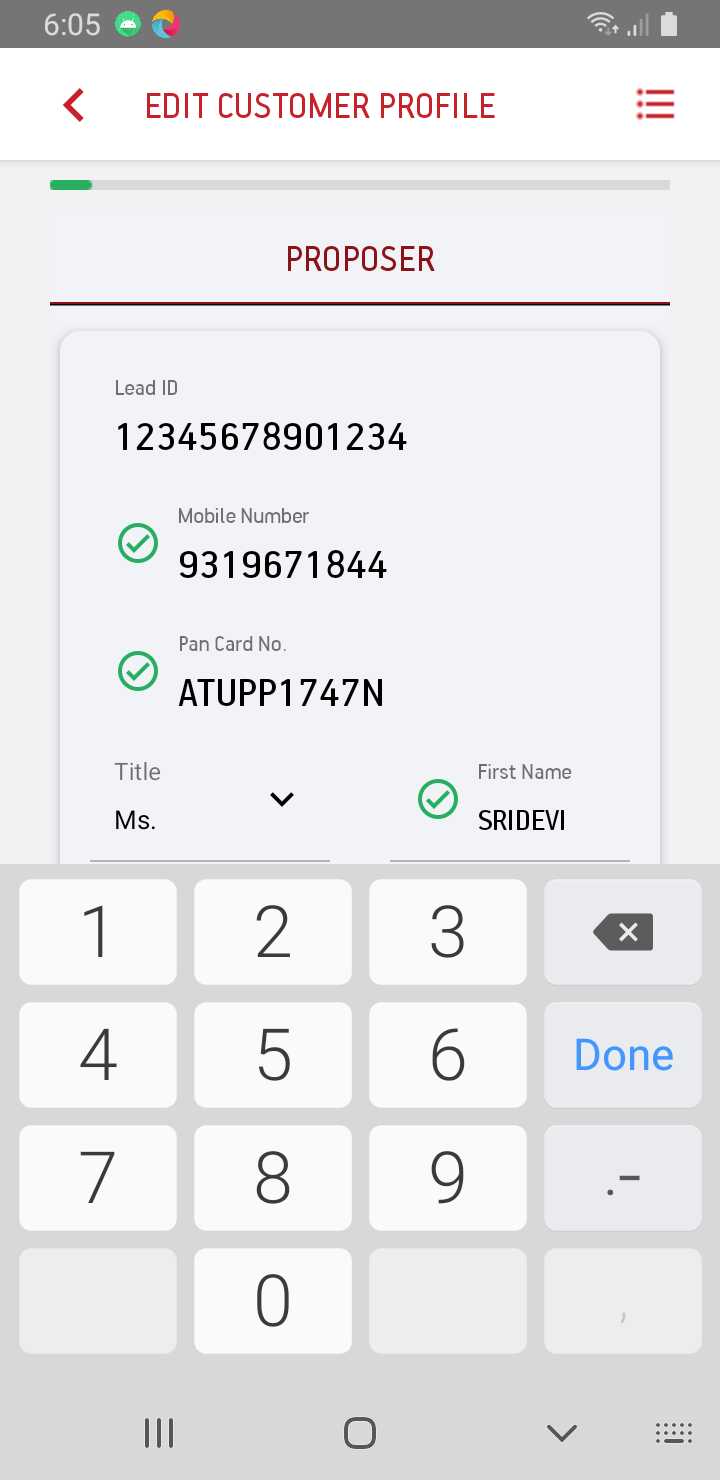 6:05
EDIT CUSTOMER PROFILE
PROPOSER
Lead ID
12345678901234
Mobile Number
9319671844
Pan Card No.
ATUPP1747N
Title
Ms.
First Name
SRIDEVI
1 2 3
4 5 6 Done
7 8 9 .-
0 ,